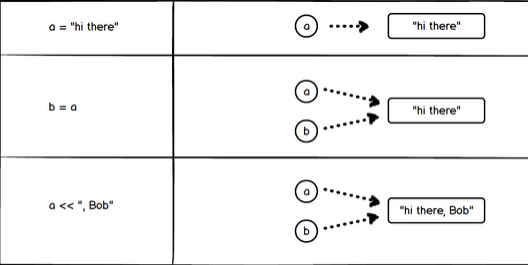 a = "hi there"
a
"hi there"
b = a
a
b
"hi there"
a << ", Bob"
a
b
"hi there, Bob"